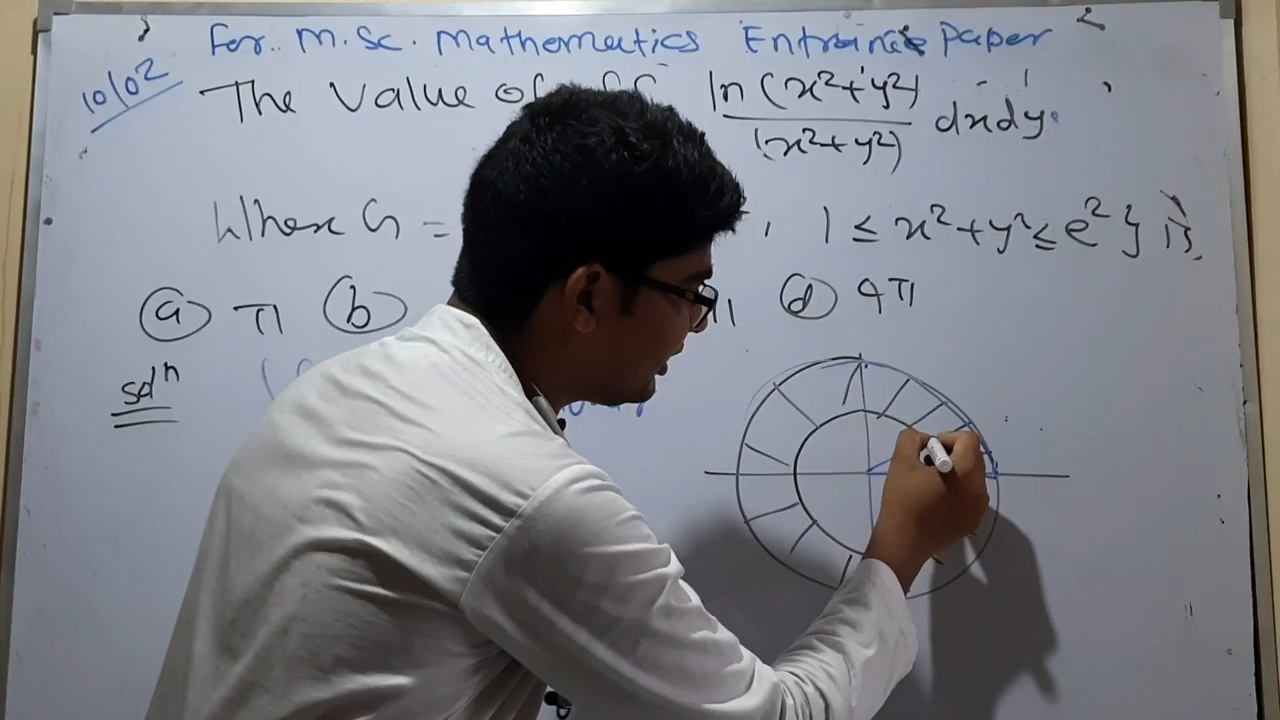 For M.Sc. Mathematics Entrance Paper
10/02
The value of ln(x²+y²)/(x²+y²) dxdy
Where G = , 1 ≤ x²+y² ≤ e² } is
(a) π (b) (d) 4π
Solⁿ